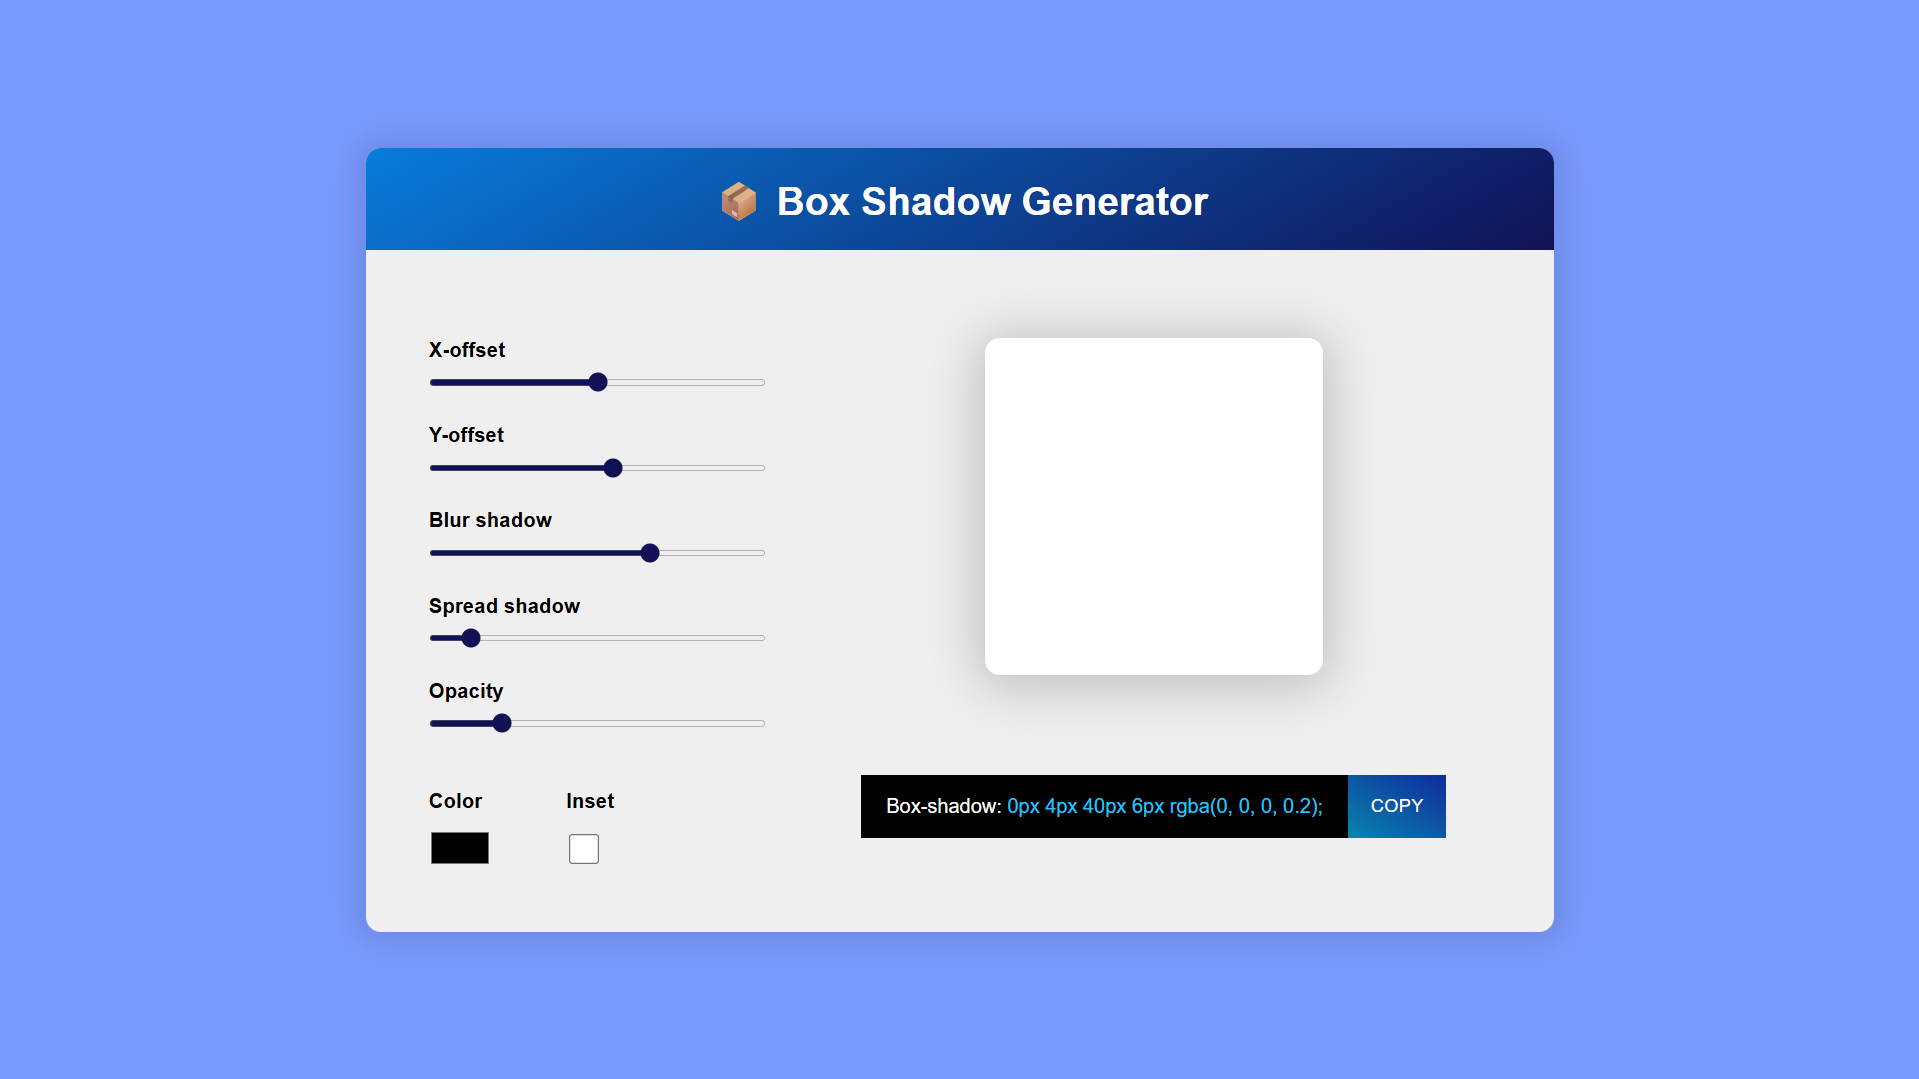 Box Shadow Generator
X-offset
Y-offset
Blur shadow
Spread shadow
Opacity
Color
Inset
Box-shadow: 0px 4px 40px 6px rgba(0, 0, 0, 0.2);
COPY